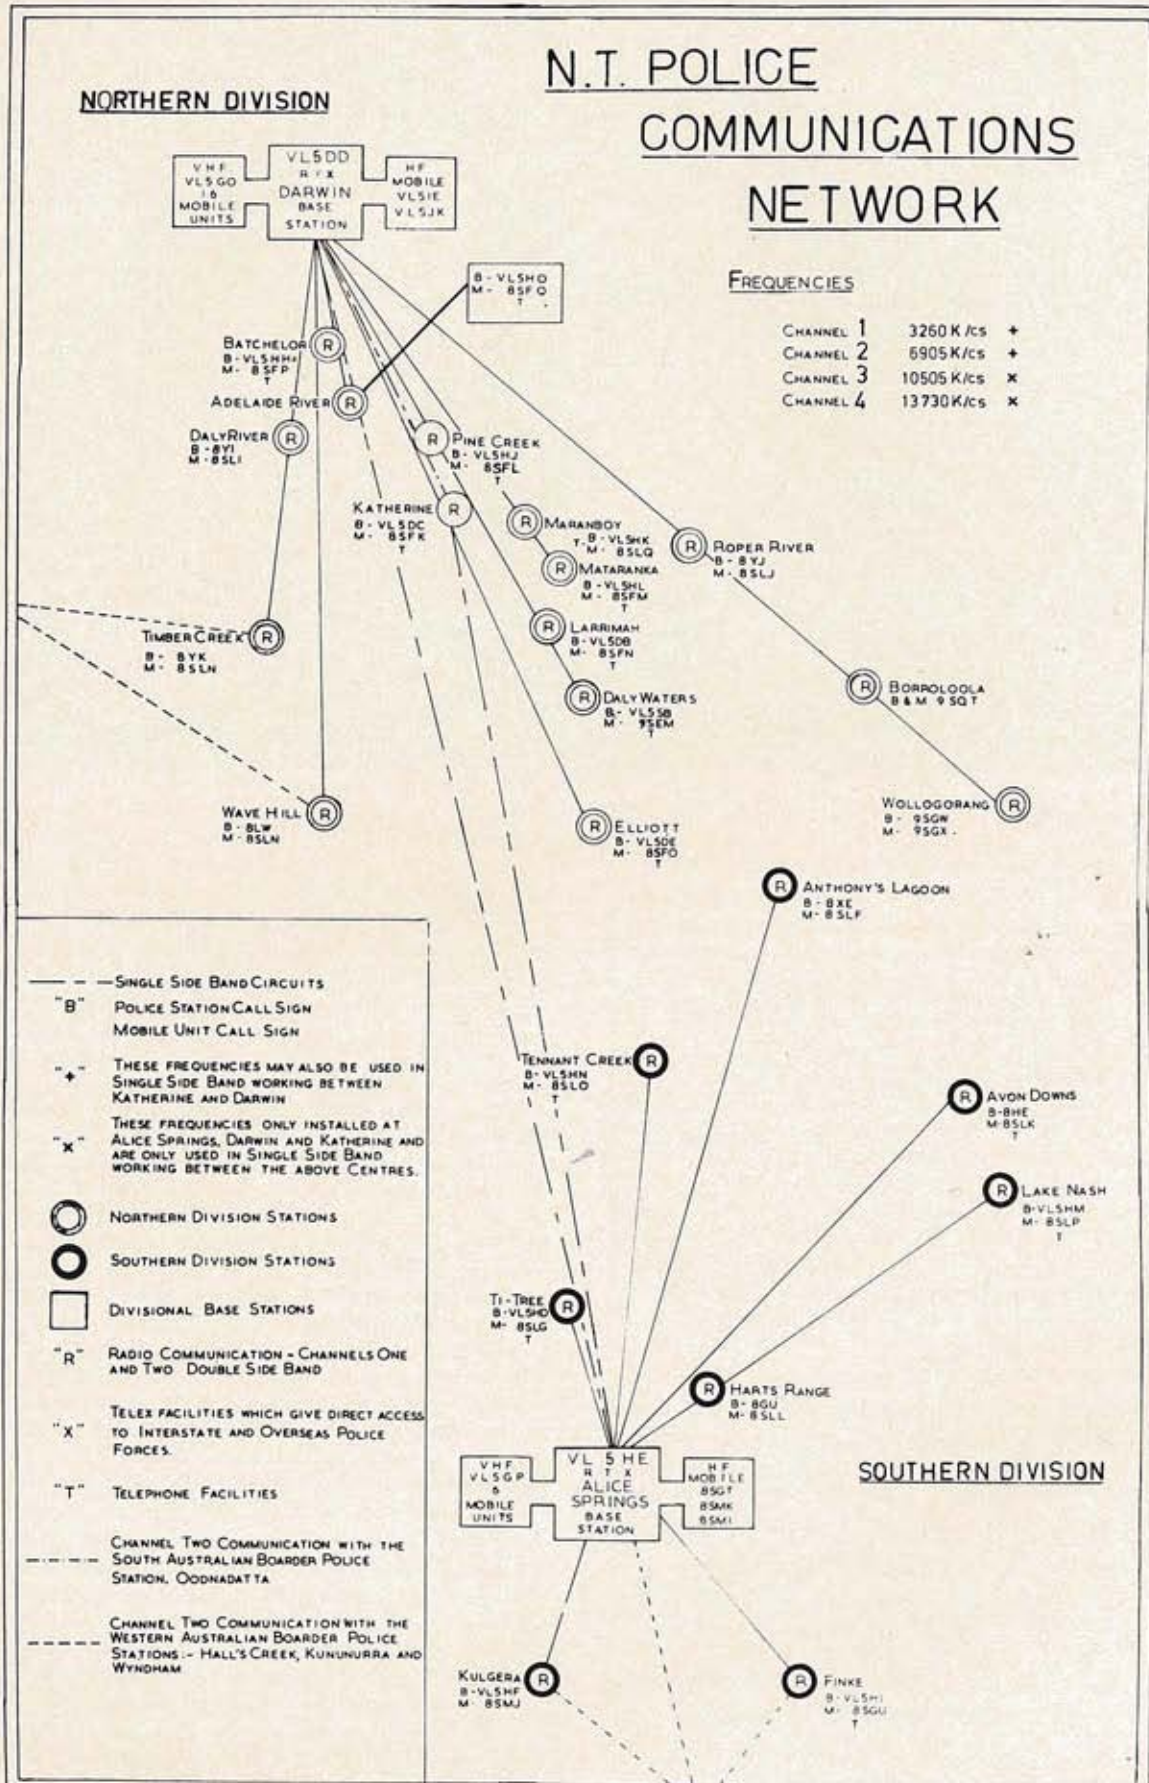 N.T. POLICE
COMMUNICATIONS
NETWORK
NORTHERN DIVISION
VHF
VL5GO
16
MOBILE
UNITS
VL5DD
R T X
DARWIN
BASE
STATION
HF
MOBILE
VL5IE
VL5JK
B - VL5HO
M - 8SFO
T
FREQUENCIES
CHANNEL 1 3260 K/cs +
CHANNEL 2 6905 K/cs +
CHANNEL 3 10505 K/cs x
CHANNEL 4 13730 K/cs x
BATCHELOR R
B - VL5HH
M - 8SFP
T
ADELAIDE RIVER R
DALY RIVER R
B - 8YI
M - 8SLI
R PINE CREEK
B - VL5HJ
M - 8SFL
T
KATHERINE R
B - VL5DC
M - 8SFK
T
R MARANBOY
T. B - VL5HK
M - 8SLQ
R MATARANKA
B - VL5HL
M - 8SFM
T
R ROPER RIVER
B - 8YJ
M - 8SLJ
TIMBER CREEK R
B - 8YK
M - 8SLN
R LARRIMAH
B - VL5DB
M - 8SFN
T
R DALY WATERS
B - VL5SB
M - 9SEM
T
R BORROLOOLA
B & M 9SQT
WAVE HILL R
B - 8LW
M - 8SLN
R ELLIOTT
B - VL5DE
M - 8SFO
T
WOLLOGORANG R
B - 9SGW
M - 9SGX.
R ANTHONY'S LAGOON
B - 8XE
M - 8SLF
SINGLE SIDE BAND CIRCUITS
"B" POLICE STATION CALL SIGN
MOBILE UNIT CALL SIGN
"+" THESE FREQUENCIES MAY ALSO BE USED IN
SINGLE SIDE BAND WORKING BETWEEN
KATHERINE AND DARWIN
"X" THESE FREQUENCIES ONLY INSTALLED AT
ALICE SPRINGS, DARWIN AND KATHERINE AND
ARE ONLY USED IN SINGLE SIDE BAND
WORKING BETWEEN THE ABOVE CENTRES.
NORTHERN DIVISION STATIONS
SOUTHERN DIVISION STATIONS
DIVISIONAL BASE STATIONS
"R" RADIO COMMUNICATION - CHANNELS ONE
AND TWO DOUBLE SIDE BAND
"X" TELEX FACILITIES WHICH GIVE DIRECT ACCESS
TO INTERSTATE AND OVERSEAS POLICE
FORCES.
"T" TELEPHONE FACILITIES
CHANNEL TWO COMMUNICATION WITH THE
SOUTH AUSTRALIAN BOARDER POLICE
STATION. OODNADATTA
CHANNEL TWO COMMUNICATION WITH THE
WESTERN AUSTRALIAN BOARDER POLICE
STATIONS :- HALL'S CREEK, KUNUNURRA AND
WYNDHAM
TENNANT CREEK R
B - VL5HN
M - 8SLO
T
R AVON DOWNS
B - 8HE
M - 8SLK
T
R LAKE NASH
B - VL5HM
M - 8SLP
T
TI-TREE R
B - VL5HD
M - 8SLG
T
R HARTS RANGE
B - 8GU
M - 8SLL
VHF
VL5GP
6
MOBILE
UNITS
VL 5 HE
R T X
ALICE
SPRINGS
BASE
STATION
HF
MOBILE
8SGT
8SMK
8SMI
SOUTHERN DIVISION
KULGERA R
B - VL5HF
M - 8SMJ
R FINKE
B - VL5HI
M - 8SGU
T